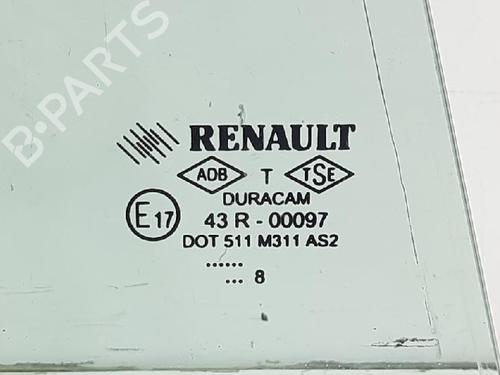 B-PARTS
RENAULT
ADB T TSE
DURACAM
E17 43 R - 00097
DOT 511 M311 AS2
......
... 8